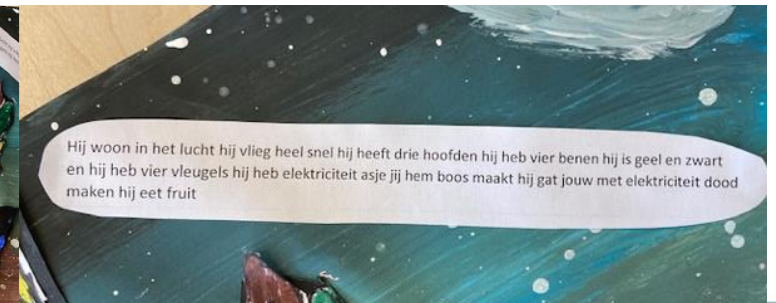 Hij woon in het lucht hij vlieg heel snel hij heeft drie hoofden hij heb vier benen hij is geel en zwart
en hij heb vier vleugels hij heb elektriciteit asje jij hem boos maakt hij gat jouw met elektriciteit dood
maken hij eet fruit